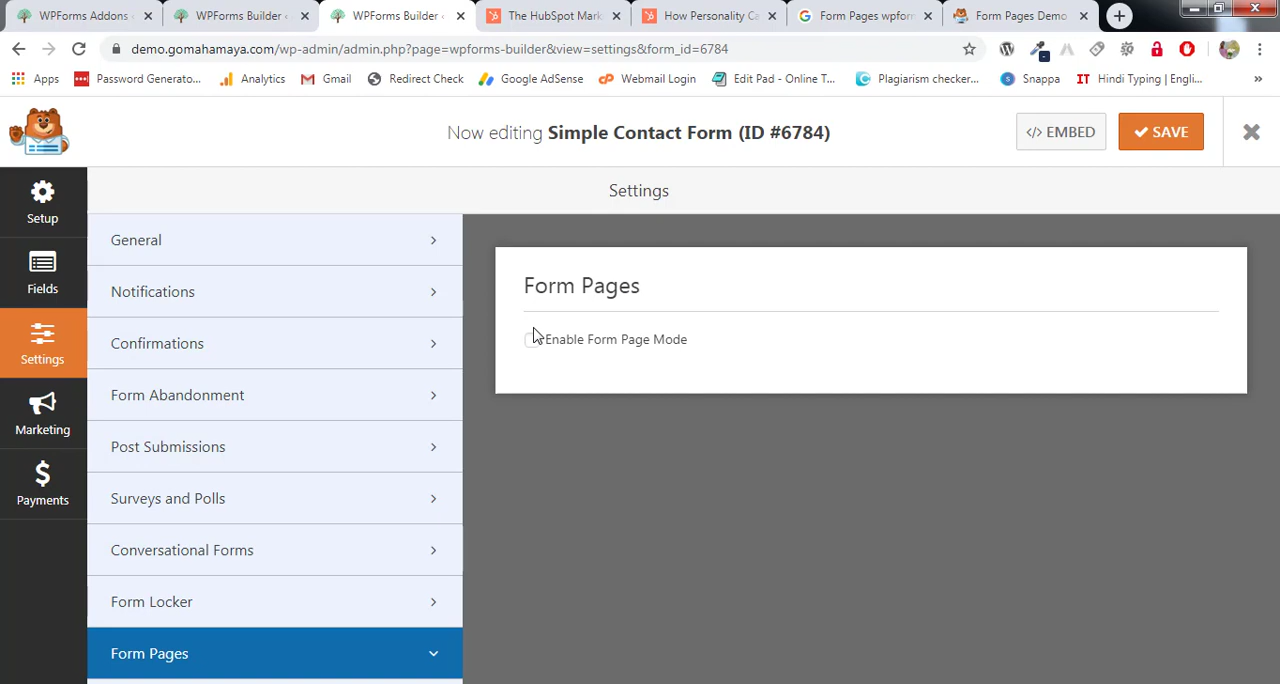 WPForms Addons
WPForms Builder
WPForms Builder
The HubSpot Mark
How Personality Ca
Form Pages wpform
Form Pages Demo
demo.gomahamaya.com/wp-admin/admin.php?page=wpforms-builder&view=settings&form_id=6784
Apps
Password Generato...
Analytics
Gmail
Redirect Check
Google AdSense
Webmail Login
Edit Pad - Online T...
Plagiarism checker...
Snappa
IT Hindi Typing | Engli...
»
Now editing Simple Contact Form (ID #6784)
</> EMBED
SAVE
Settings
Setup
Fields
Settings
Marketing
Payments
General
Notifications
Confirmations
Form Abandonment
Post Submissions
Surveys and Polls
Conversational Forms
Form Locker
Form Pages
Form Pages
Enable Form Page Mode